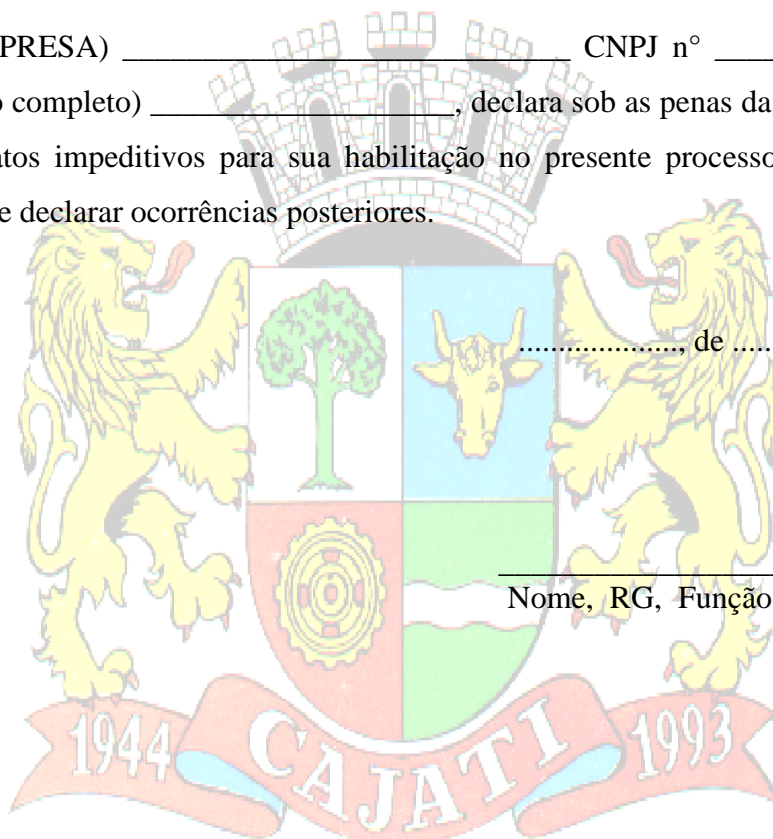 PRESA) ____________________________ CNPJ n° ____
o completo) ___________________, declara sob as penas da
atos impeditivos para sua habilitação no presente processo
e declarar ocorrências posteriores.
...................., de .....
__________________
Nome, RG, Função
1944 CAJATI 1993